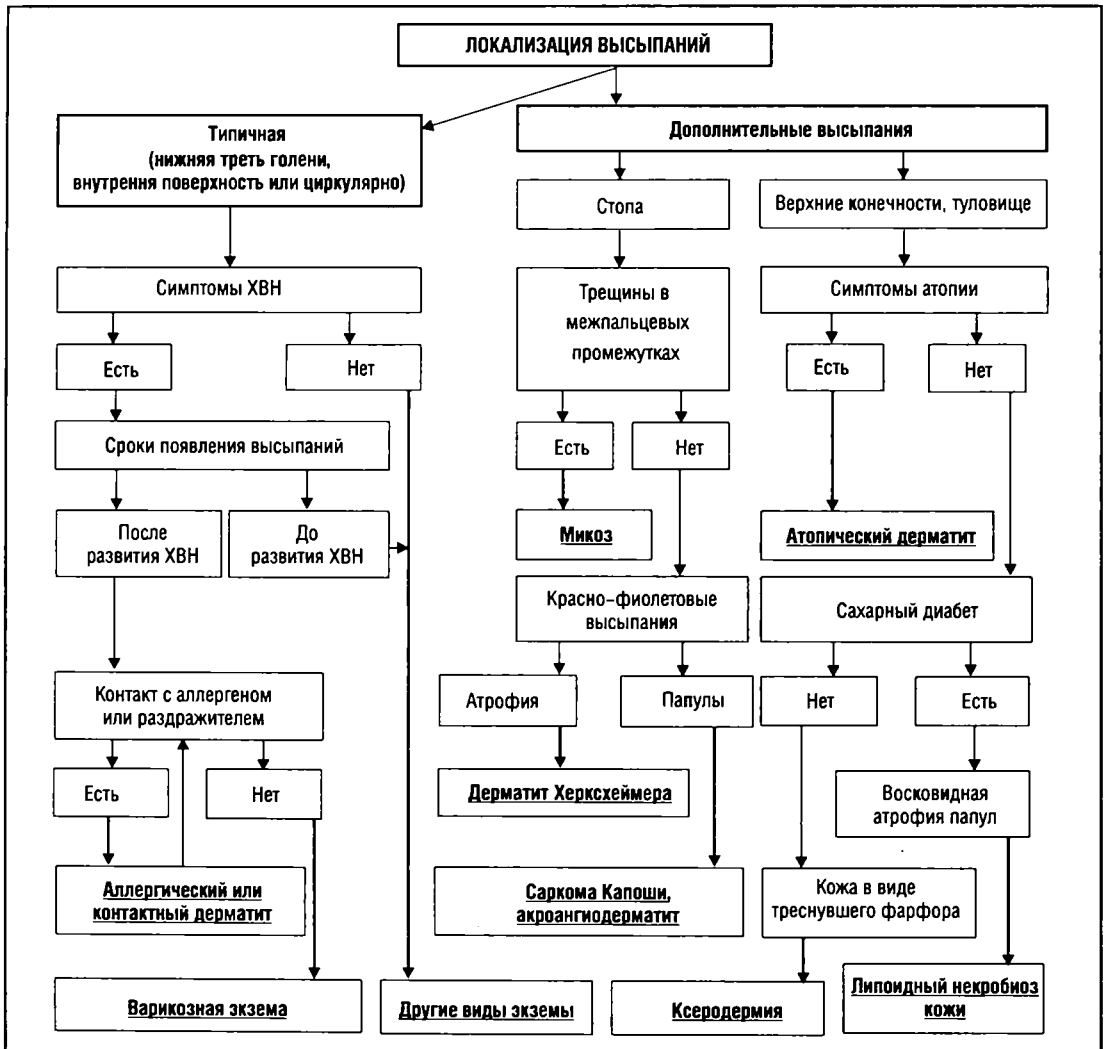 ЛОКАЛИЗАЦИЯ ВЫСЫПАНИЙ
Типичная
(нижняя треть голени,
внутрення поверхность или циркулярно)
Дополнительные высыпания
Стопа
Верхние конечности, туловище
Симптомы ХВН
Трещины в
межпальцевых
промежутках
Симптомы атопии
Есть
Нет
Есть
Нет
Сроки появления высыпаний
Есть
Нет
После
развития ХВН
До
развития ХВН
Микоз
Атопический дерматит
Красно-фиолетовые
высыпания
Сахарный диабет
Контакт с аллергеном
или раздражителем
Атрофия
Папулы
Нет
Есть
Есть
Нет
Дерматит Херксхеймера
Восковидная
атрофия папул
Аллергический или
контактный дерматит
Саркома Капоши,
акроангиодерматит
Кожа в виде
треснувшего фарфора
Варикозная экзема
Другие виды экземы
Ксеродермия
Липоидный некробиоз
кожи